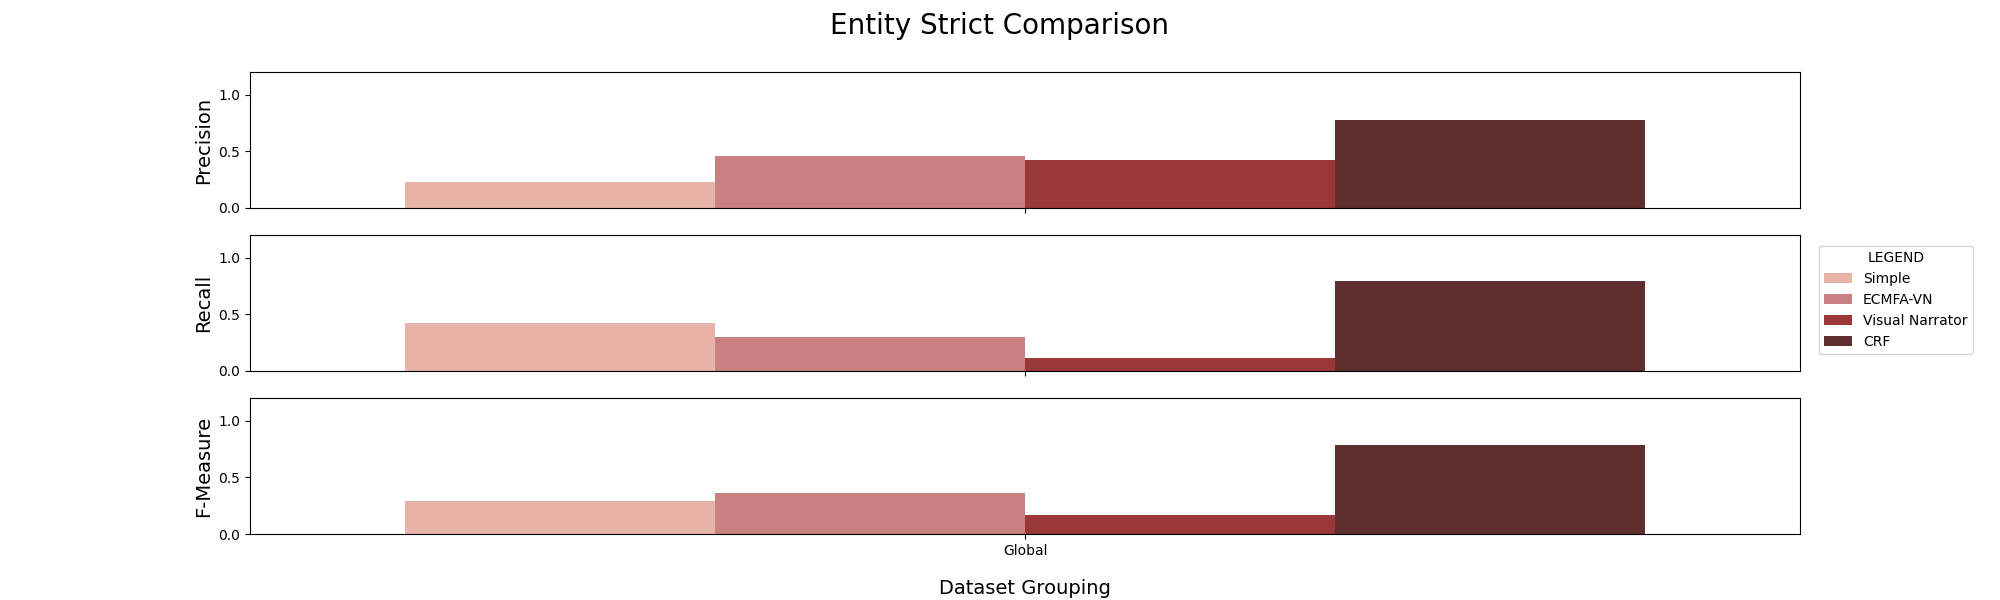 Entity Strict Comparison
Precision
1.0
0.5
0.0
Recall
1.0
0.5
0.0
LEGEND
Simple
ECMFA-VN
Visual Narrator
CRF
F-Measure
1.0
0.5
0.0
Global
Dataset Grouping